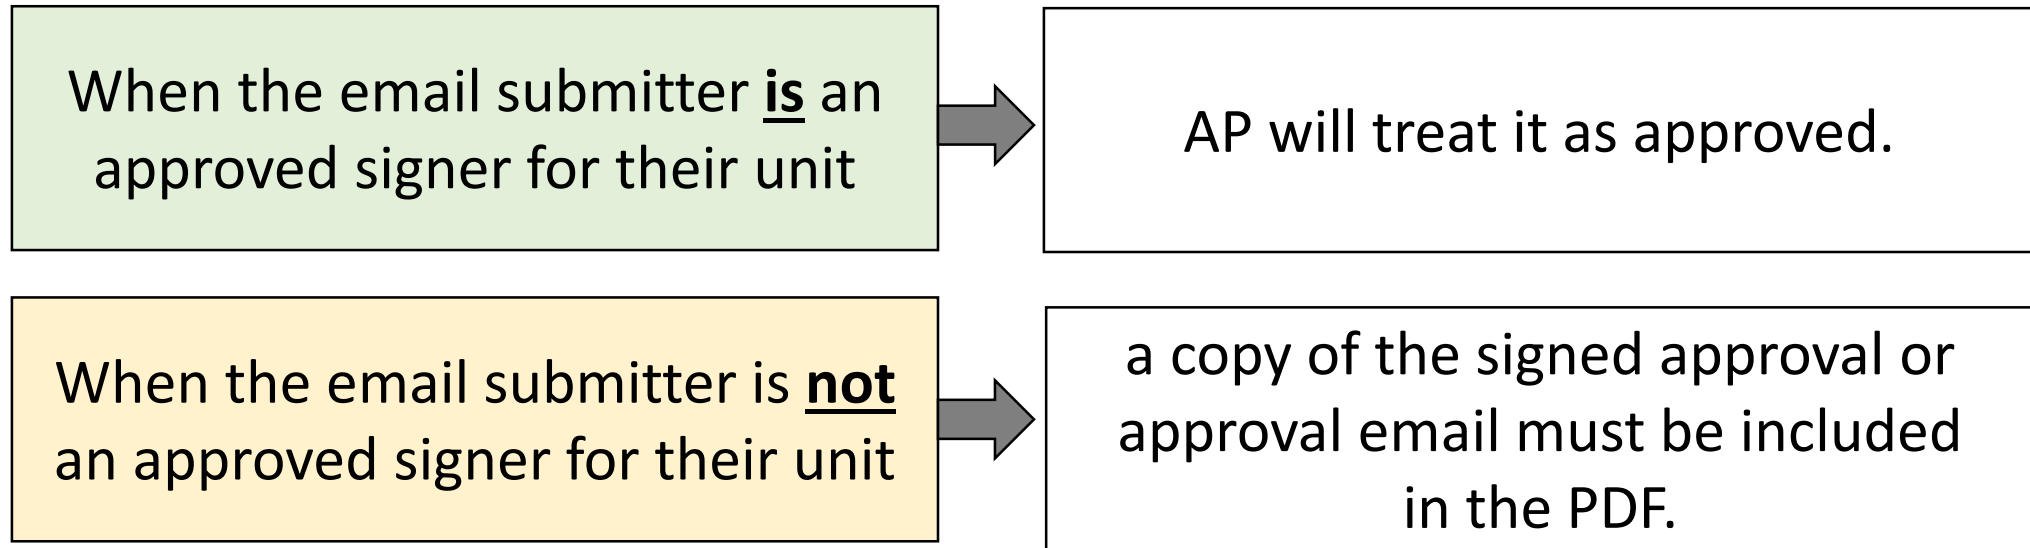 When the email submitter is an
approved signer for their unit
AP will treat it as approved.
When the email submitter is not
an approved signer for their unit
a copy of the signed approval or
approval email must be included
in the PDF.